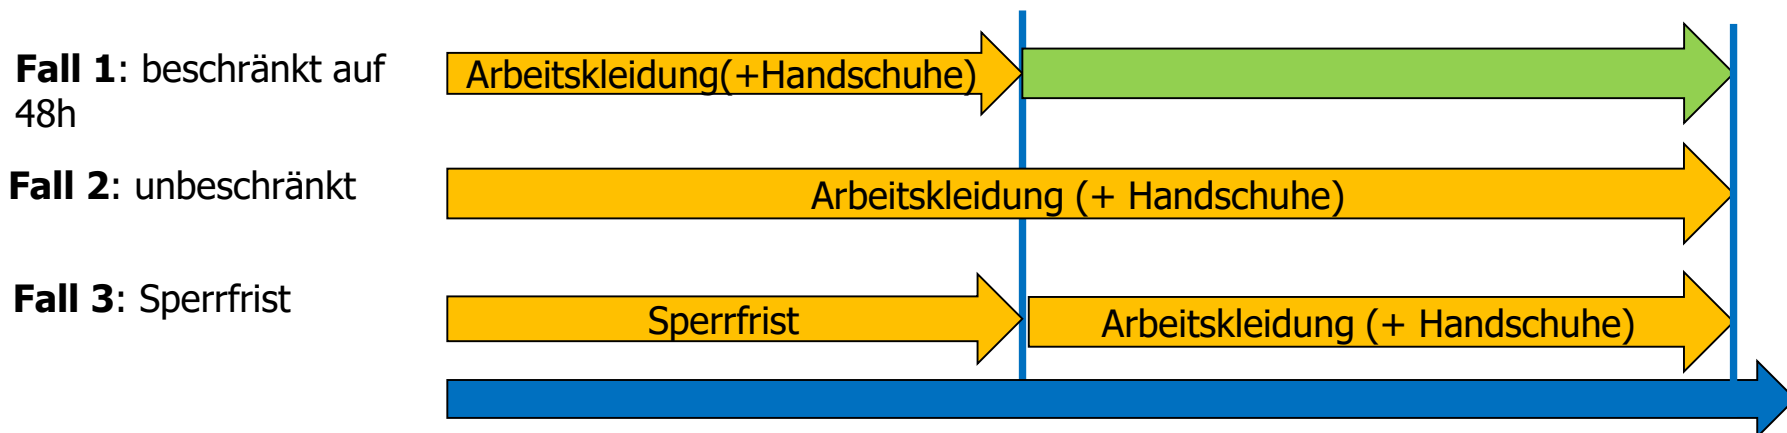 Fall 1: beschränkt auf
48h
Arbeitskleidung(+Handschuhe)
Fall 2: unbeschränkt
Arbeitskleidung (+ Handschuhe)
Fall 3: Sperrfrist
Sperrfrist
Arbeitskleidung (+ Handschuhe)